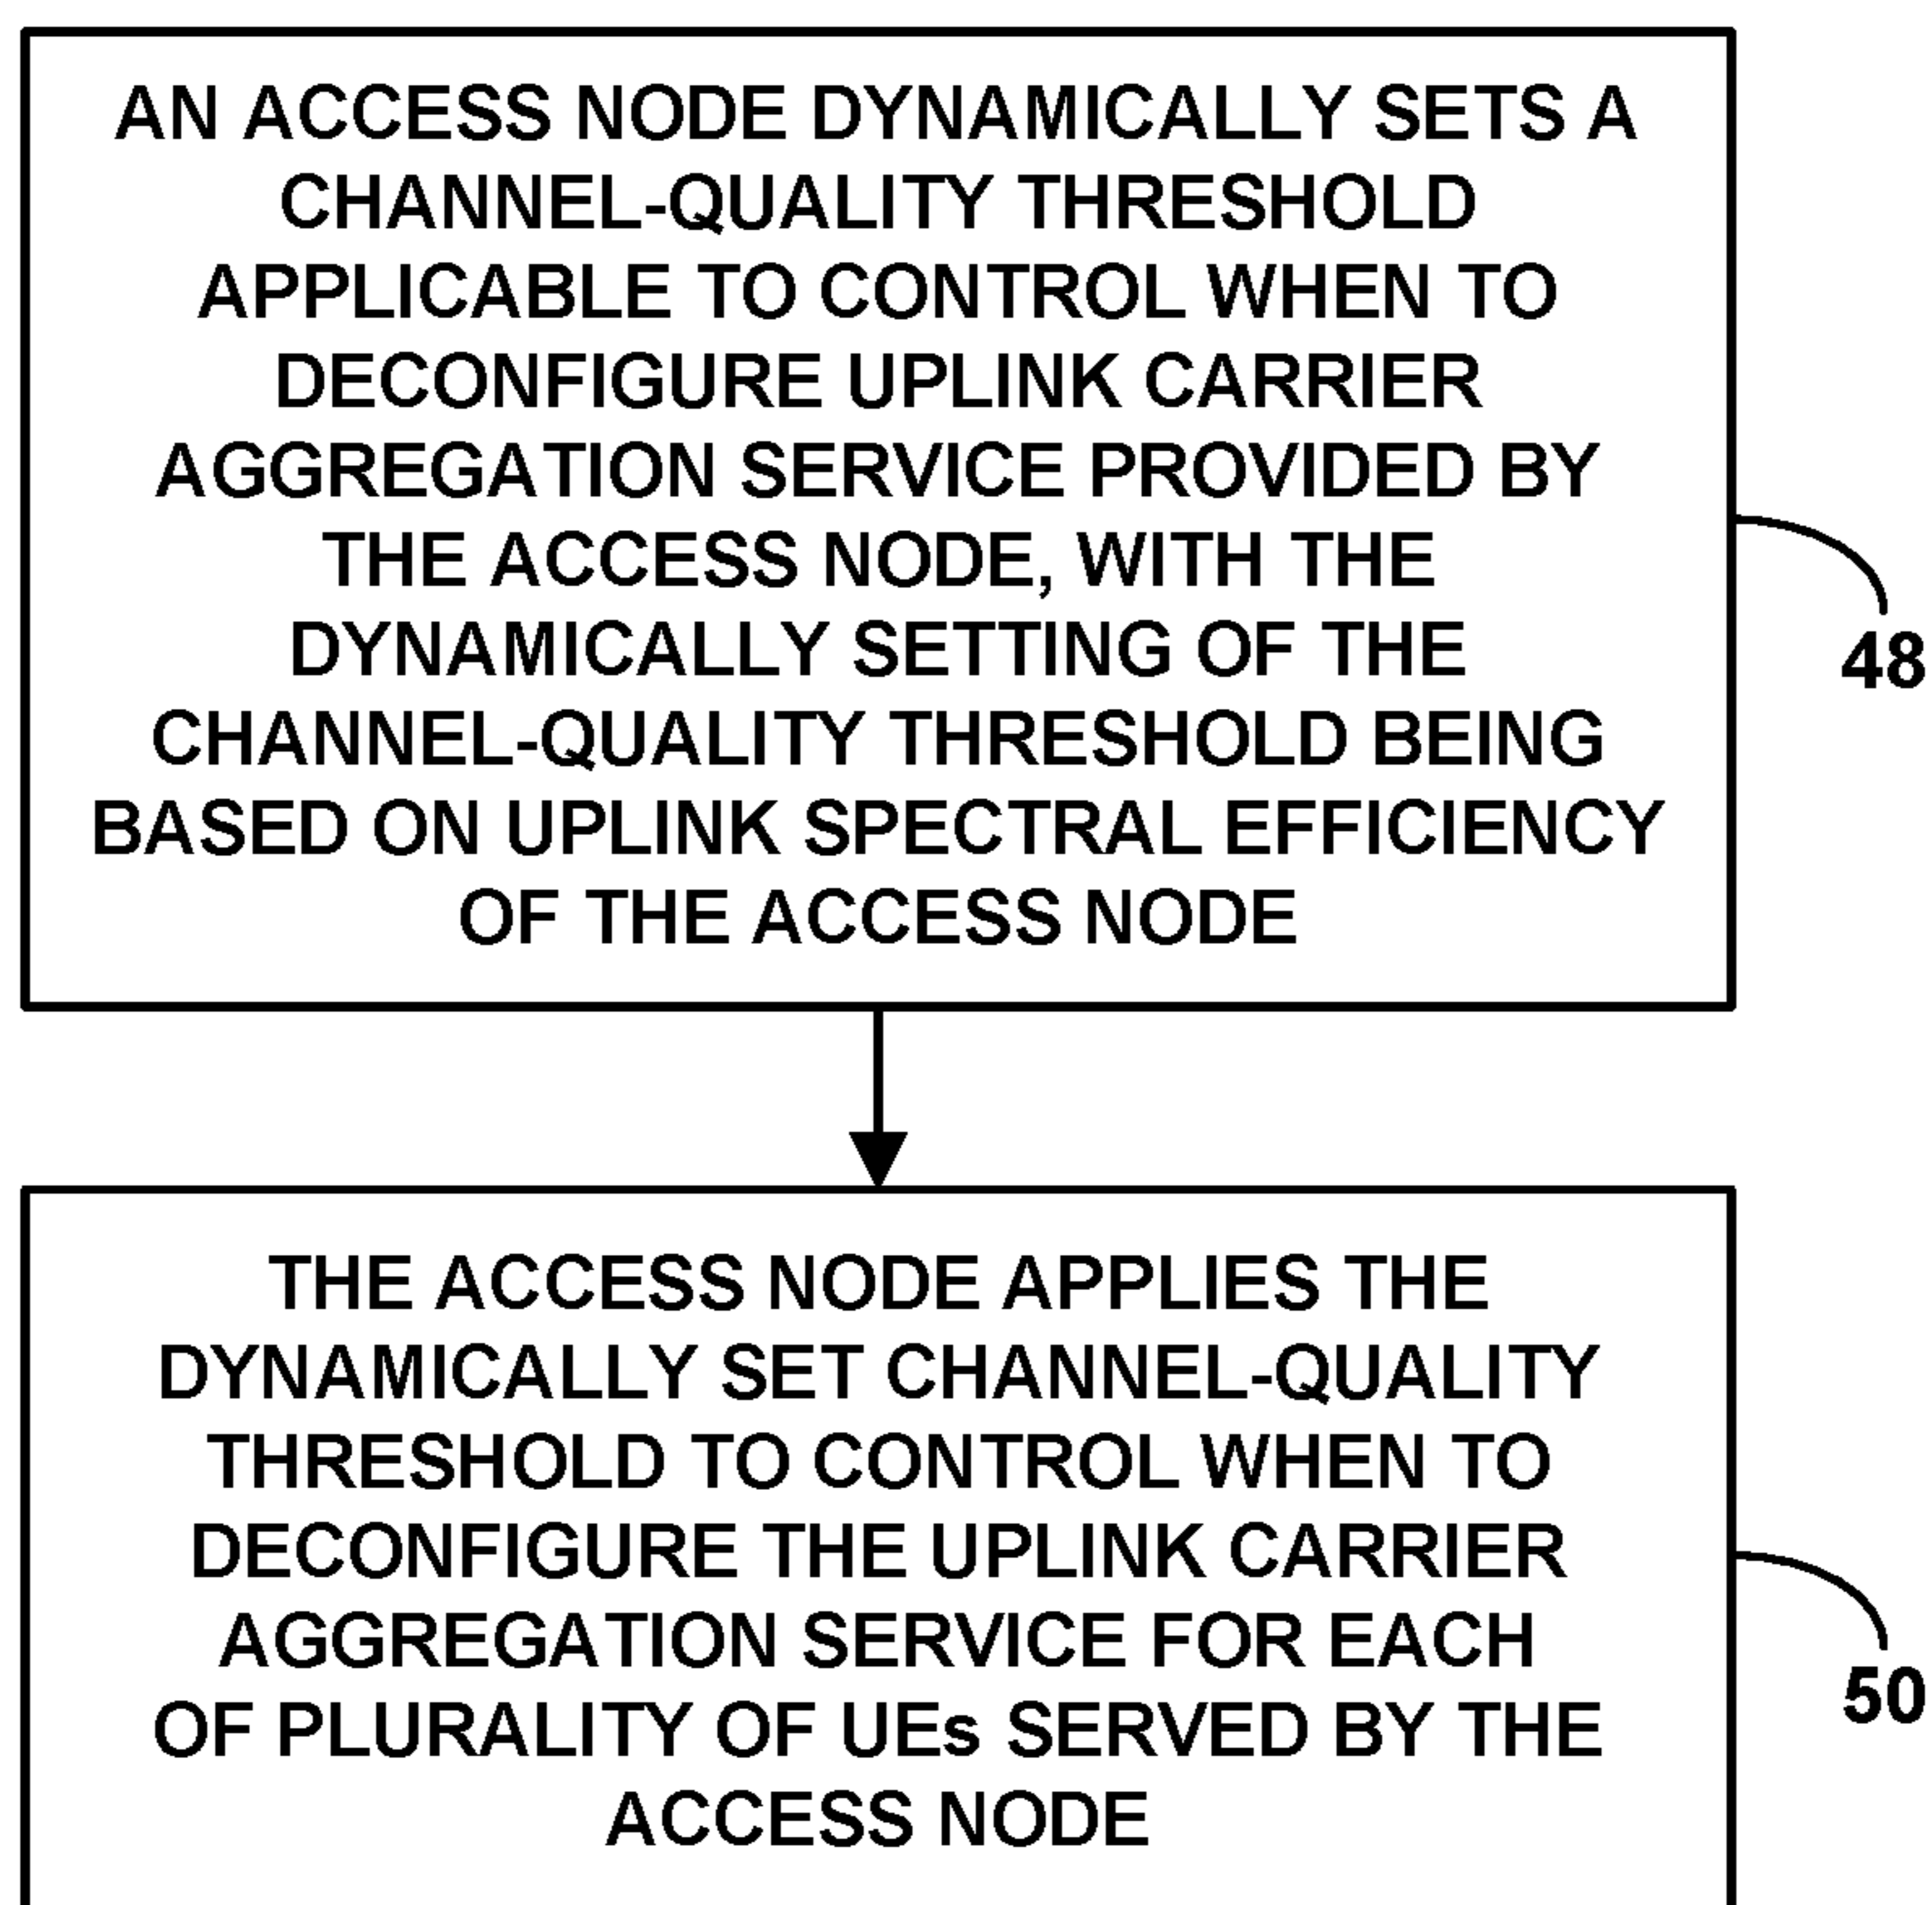 AN ACCESS NODE DYNAMICALLY SETS A
CHANNEL-QUALITY THRESHOLD
APPLICABLE TO CONTROL WHEN TO
DECONFIGURE UPLINK CARRIER
AGGREGATION SERVICE PROVIDED BY
THE ACCESS NODE, WITH THE
DYNAMICALLY SETTING OF THE
CHANNEL-QUALITY THRESHOLD BEING
BASED ON UPLINK SPECTRAL EFFICIENCY
OF THE ACCESS NODE
48
THE ACCESS NODE APPLIES THE
DYNAMICALLY SET CHANNEL-QUALITY
THRESHOLD TO CONTROL WHEN TO
DECONFIGURE THE UPLINK CARRIER
AGGREGATION SERVICE FOR EACH
OF PLURALITY OF UEs SERVED BY THE
ACCESS NODE
50